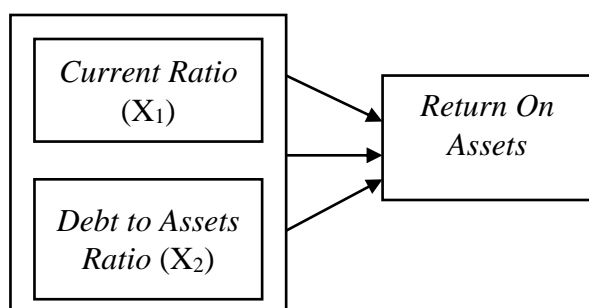 Current Ratio
(X₁)
Debt to Assets
Ratio (X₂)
Return On
Assets